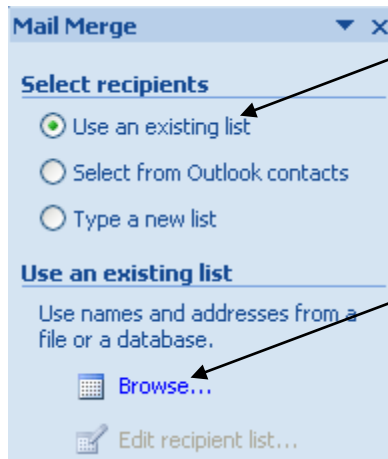 Mail Merge
Select recipients
Use an existing list
Select from Outlook contacts
Type a new list
Use an existing list
Use names and addresses from a
file or a database.
Browse...
Edit recipient list...